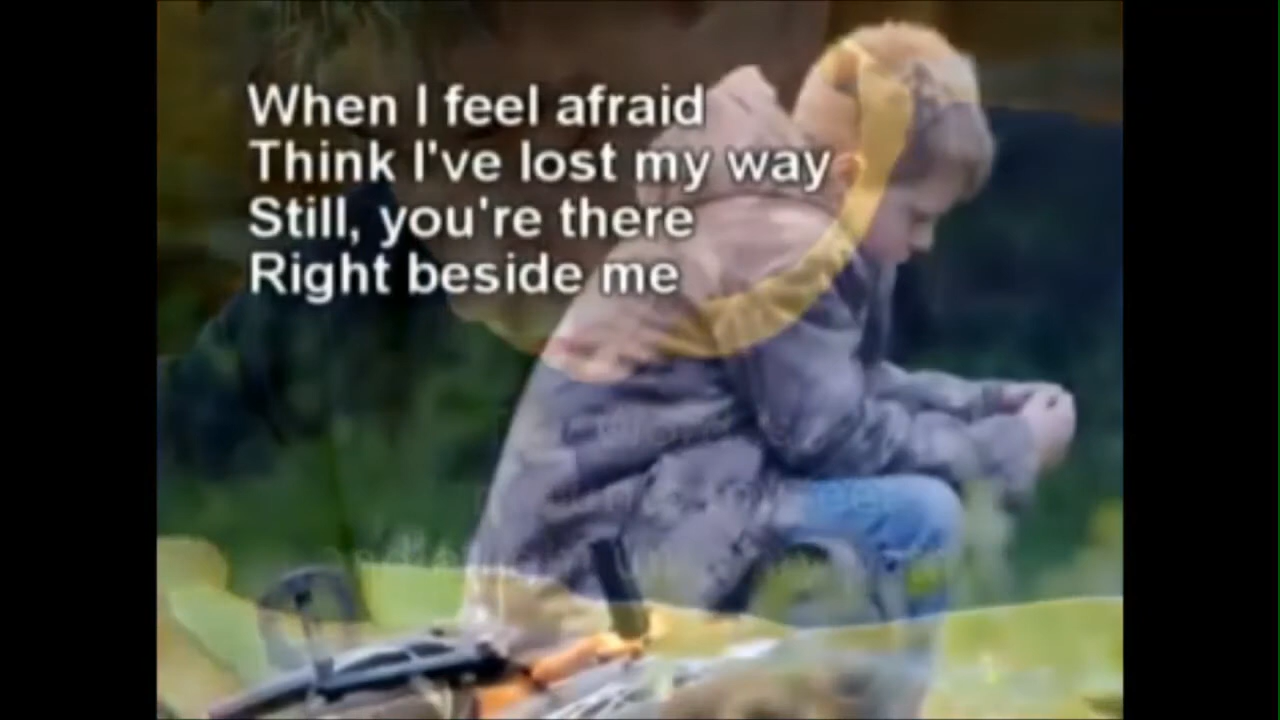 When I feel afraid
Think I've lost my way
Still, you're there
Right beside me